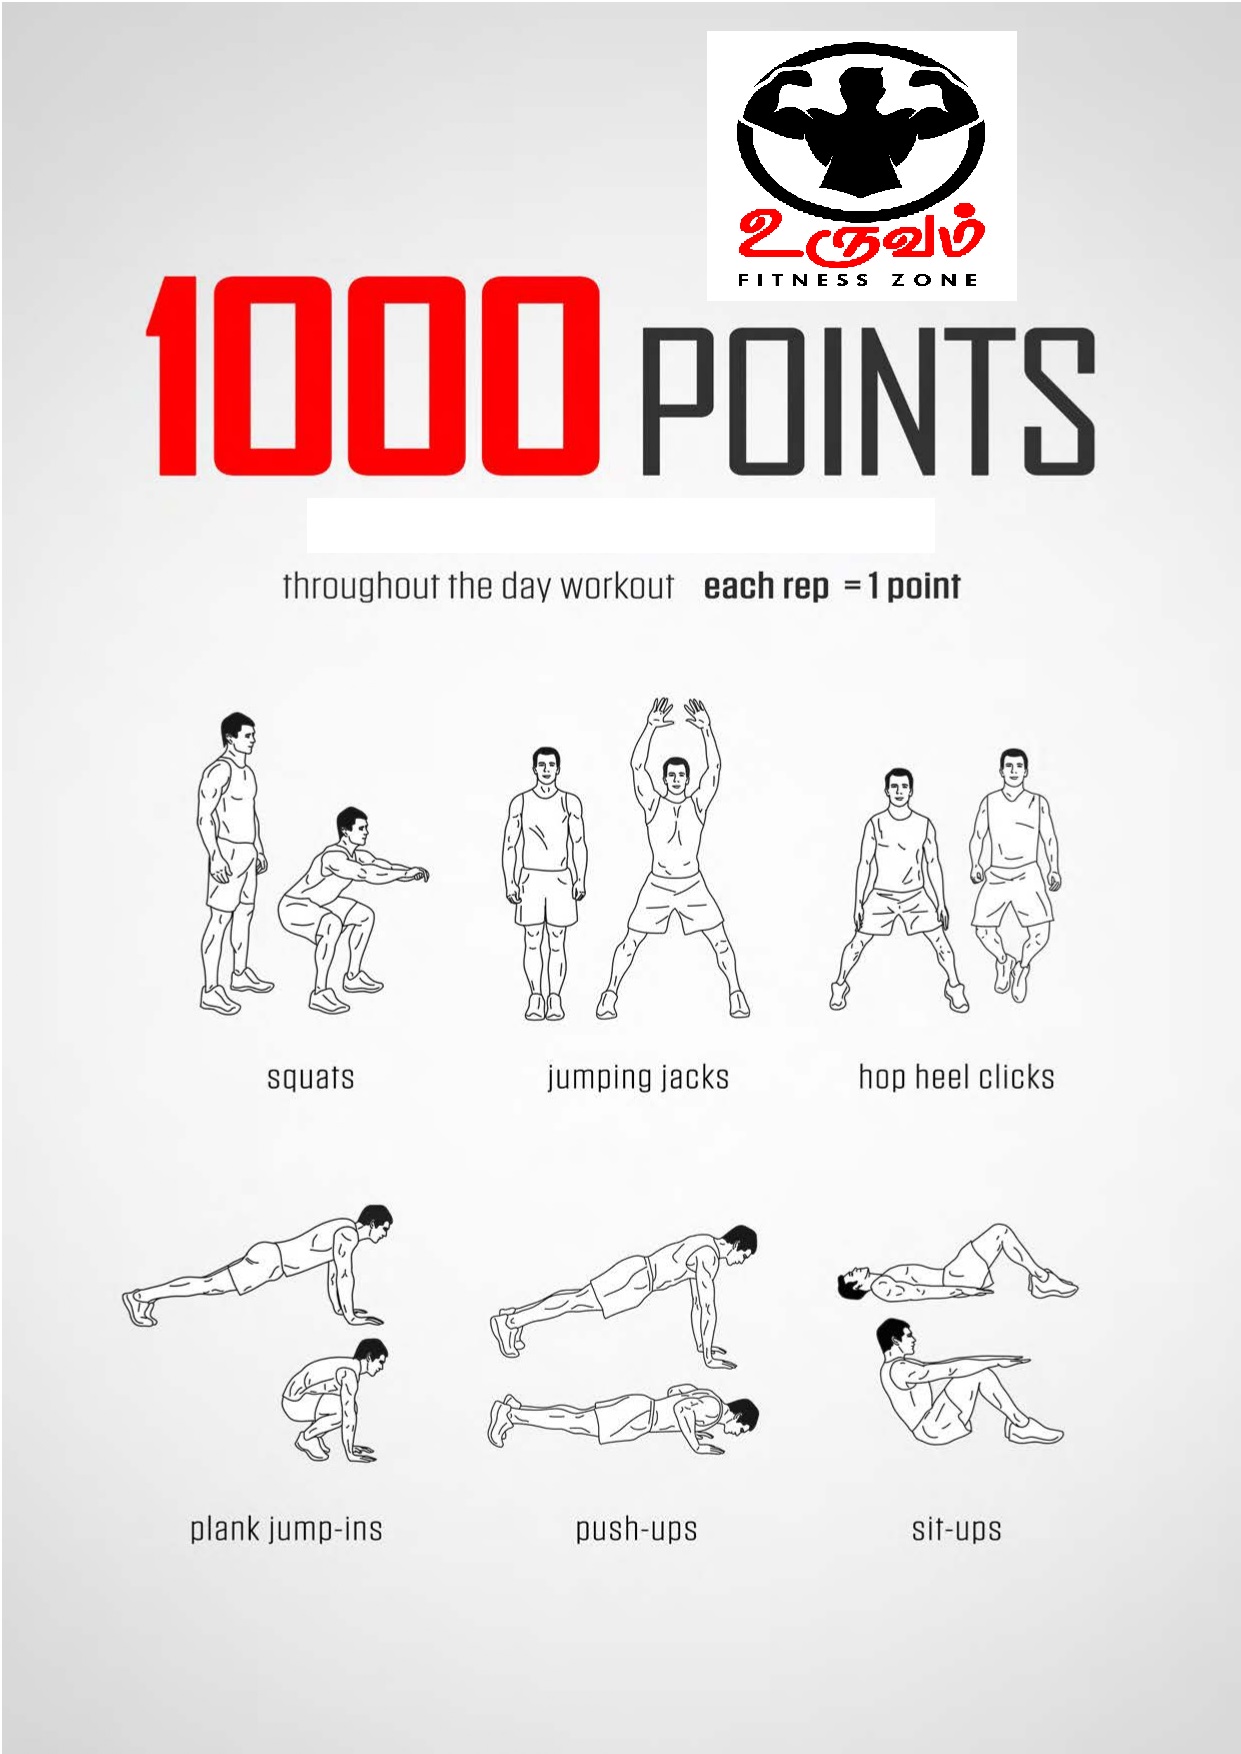 உருவம்
FITNESS ZONE
1000 POINTS
throughout the day workout each rep = 1 point
squats
jumping jacks
hop heel clicks
plank jump-ins
push-ups
sit-ups